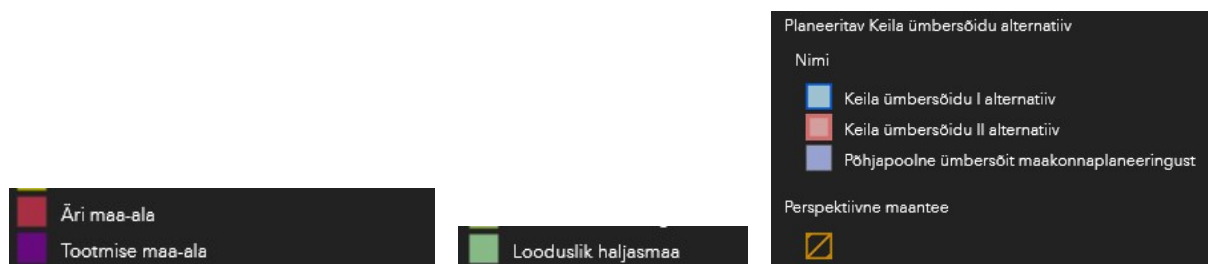 Äri maa-ala
Tootmise maa-ala
Looduslik haljasmaa
Planeeritav Keila ümbersõidu alternatiiv
Nimi
Keila ümbersõidu I alternatiiv
Keila ümbersõidu II alternatiiv
Põhjapoolne ümbersõit maakonnaplaneeringust
Perspektiivne maantee